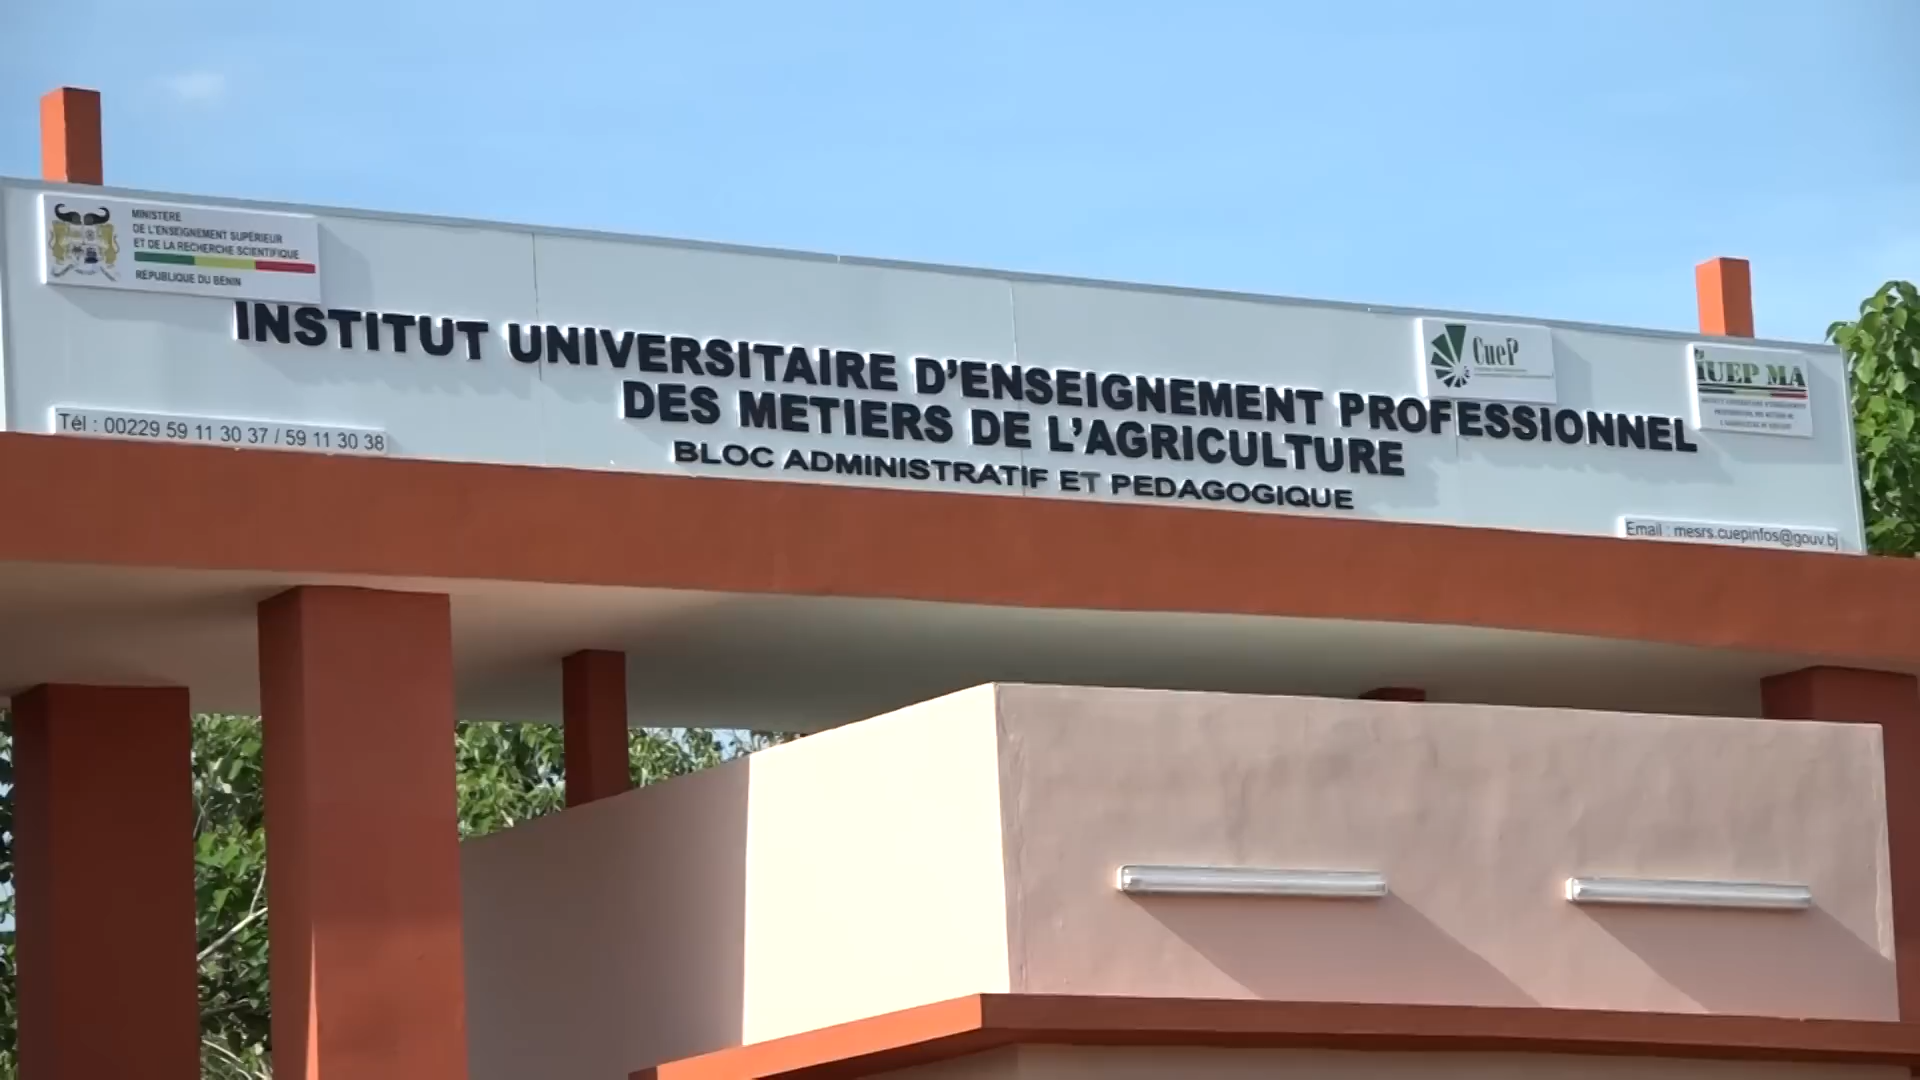 MINISTÈRE
DE L'ENSEIGNEMENT SUPÉRIEUR
ET DE LA RECHERCHE SCIENTIFIQUE
RÉPUBLIQUE DU BÉNIN
INSTITUT UNIVERSITAIRE D'ENSEIGNEMENT PROFESSIONNEL
DES METIERS DE L'AGRICULTURE
BLOC ADMINISTRATIF ET PEDAGOGIQUE
Tél : 00229 59 11 30 37 / 59 11 30 38
CueP
IUEP MA
Email : mesrs.cuepinfos@gouv.bj